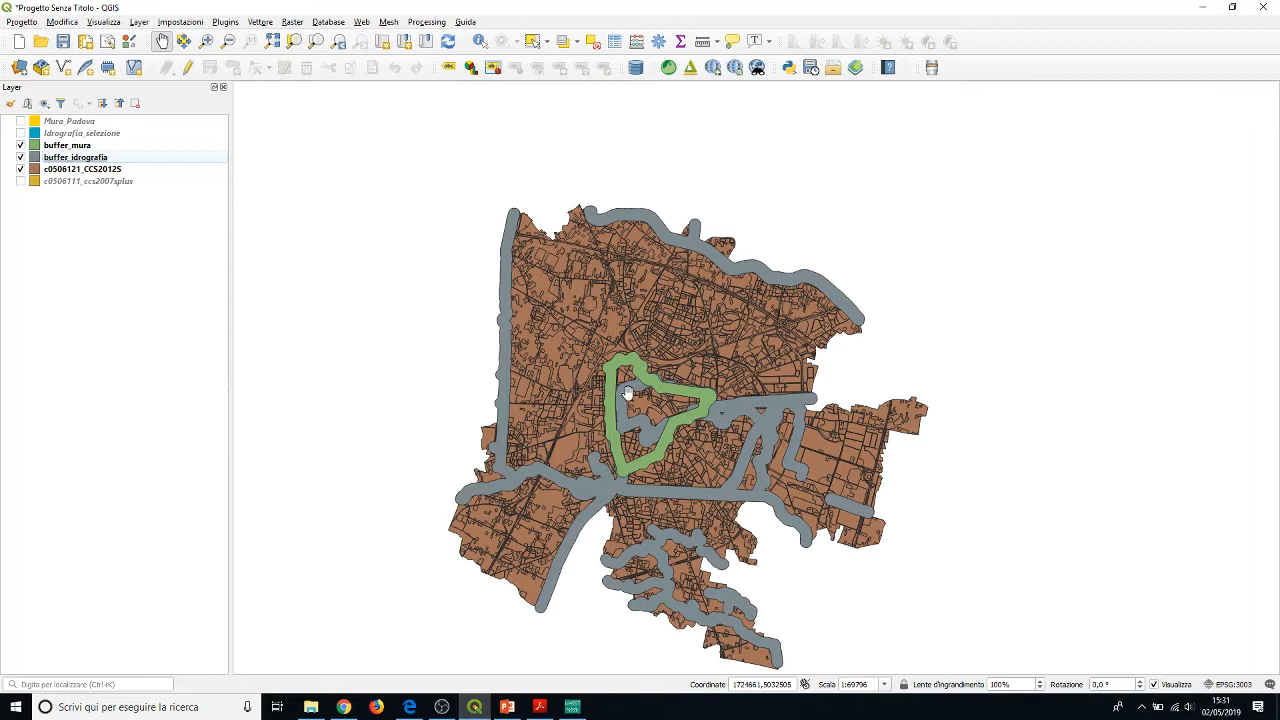 *Progetto Senza Titolo - QGIS
Progetto Modifica Visualizza Layer Impostazioni Plugins Vettore Raster Database Web Mesh Processing Guida
Layer
Mura_Padova
Idrografia_selezione
buffer_mura
buffer_idrografia
c0506121_CCS2012S
c0506111_ccs2007splus
Digita per localizzare (Ctrl+K)
Coordinate 1724661,5032505 Scala 1:69796 Lente d'ingrandimento 100% Rotazione 0,0 ° Visualizza EPSG:3003
Scrivi qui per eseguire la ricerca
15:31
02/05/2019